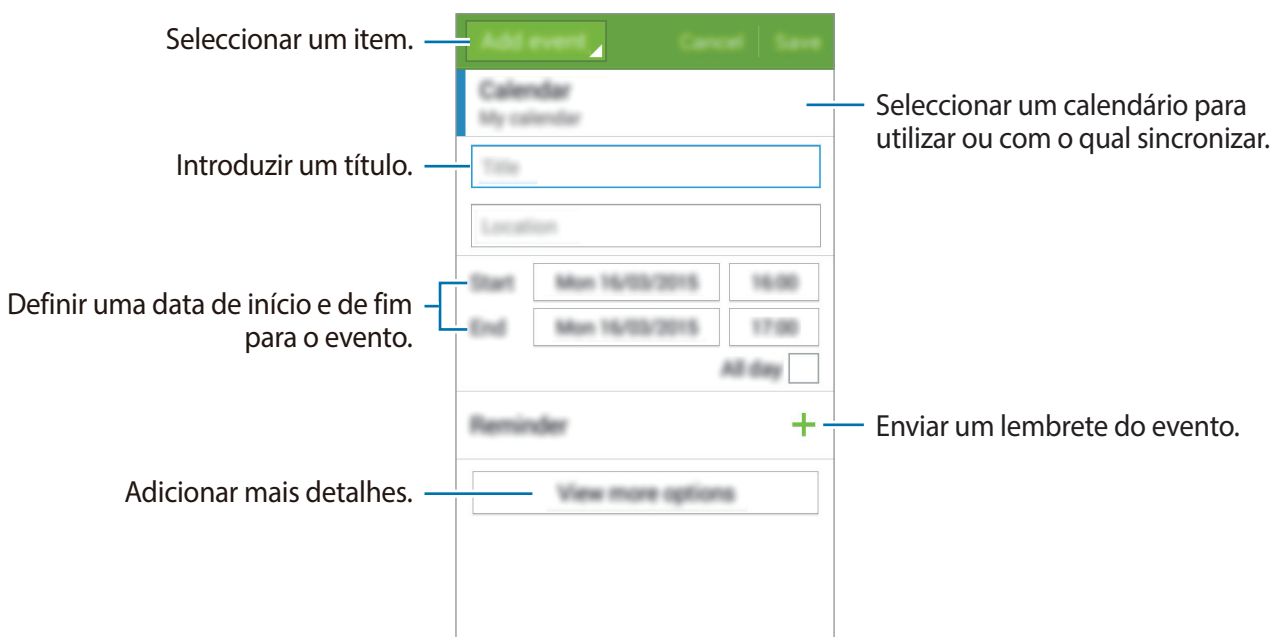 Seleccionar um item.
Add event
Cancel
Save
Calendar
My calendar
Seleccionar um calendário para
utilizar ou com o qual sincronizar.
Introduzir um título.
Title
Location
Definir uma data de início e de fim
para o evento.
Start
Mon 16/03/2015
16:00
End
Mon 16/03/2015
17:00
All day
Reminder
Enviar um lembrete do evento.
Adicionar mais detalhes.
View more options